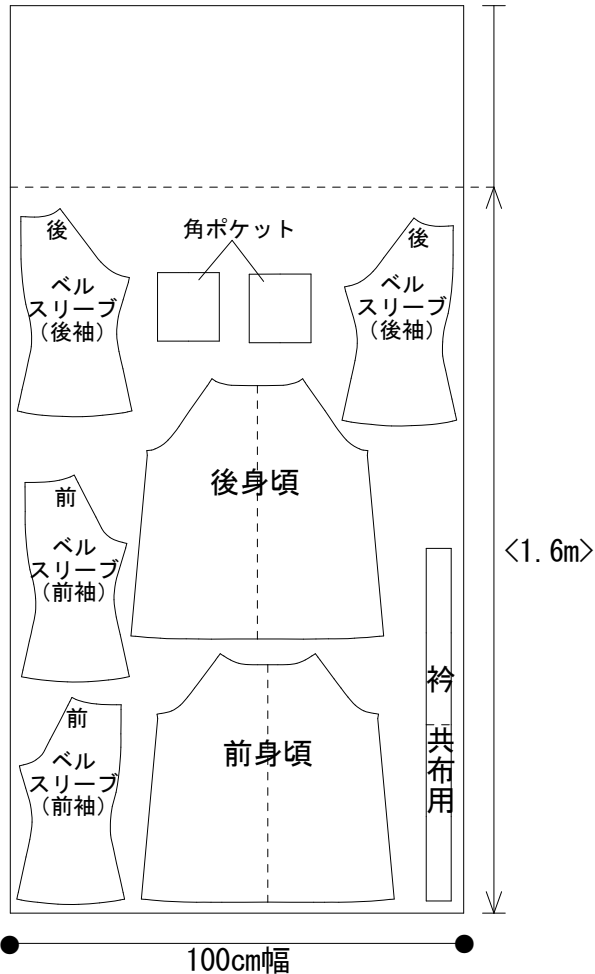 後
角ポケット
後
ベル
スリーブ
（後袖）
ベル
スリーブ
（後袖）
後身頃
前
ベル
スリーブ
（前袖）
<1.6m>
前
ベル
スリーブ
（前袖）
前身頃
衿 共布用
100cm幅